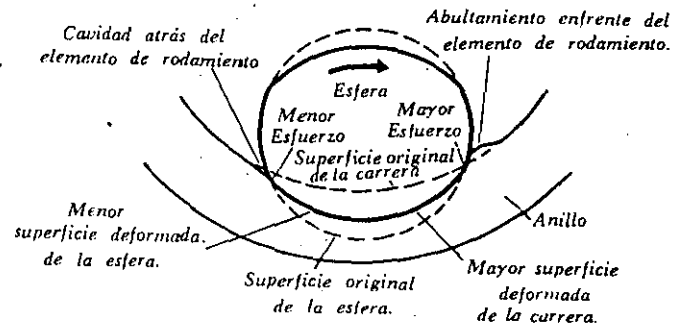 Cavidad atrás del
elemento de rodamiento
Abultamiento enfrente del
elemento de rodamiento.
Esfera
Menor
Esfuerzo
Mayor
Esfuerzo
Superficie original
de la carrera
Menor
superficie deformada.
de la esfera.
Superficie original
de la esfera.
Mayor superficie
deformada
de la carrera.
Anillo